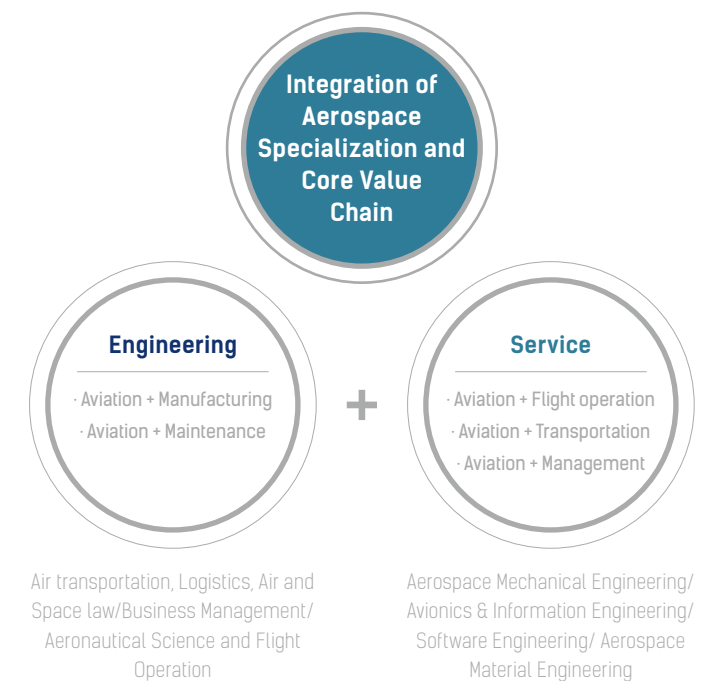 Integration of
Aerospace
Specialization and
Core Value
Chain
Engineering
· Aviation + Manufacturing
· Aviation + Maintenance
+
Service
· Aviation + Flight operation
· Aviation + Transportation
· Aviation + Management
Air transportation, Logistics, Air and
Space law/Business Management/
Aeronautical Science and Flight
Operation
Aerospace Mechanical Engineering/
Avionics & Information Engineering/
Software Engineering/ Aerospace
Material Engineering